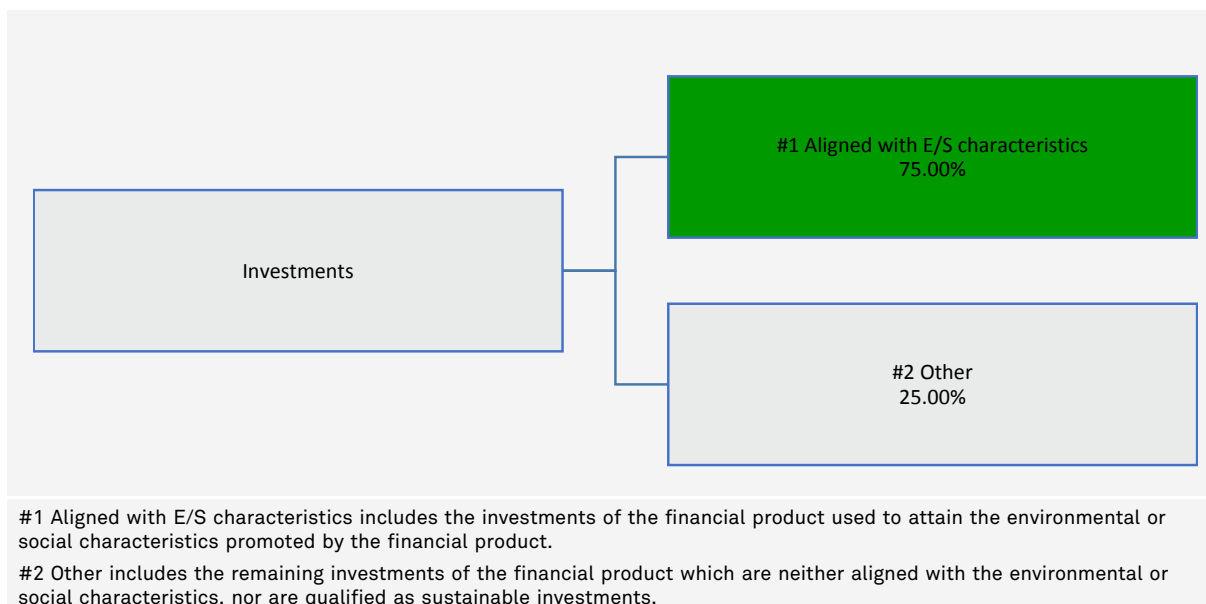 #1 Aligned with E/S characteristics
75.00%
Investments
#2 Other
25.00%
#1 Aligned with E/S characteristics includes the investments of the financial product used to attain the environmental or
social characteristics promoted by the financial product.
#2 Other includes the remaining investments of the financial product which are neither aligned with the environmental or
social characteristics, nor are qualified as sustainable investments.